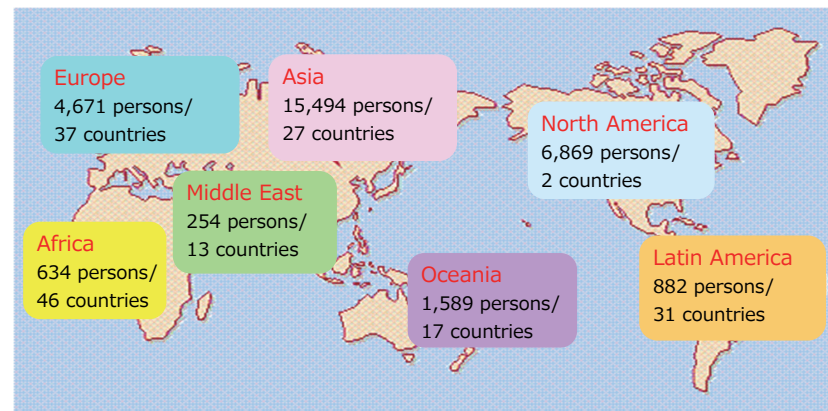 Europe
4,671 persons/
37 countries
Asia
15,494 persons/
27 countries
North America
6,869 persons/
2 countries
Middle East
254 persons/
13 countries
Africa
634 persons/
46 countries
Oceania
1,589 persons/
17 countries
Latin America
882 persons/
31 countries